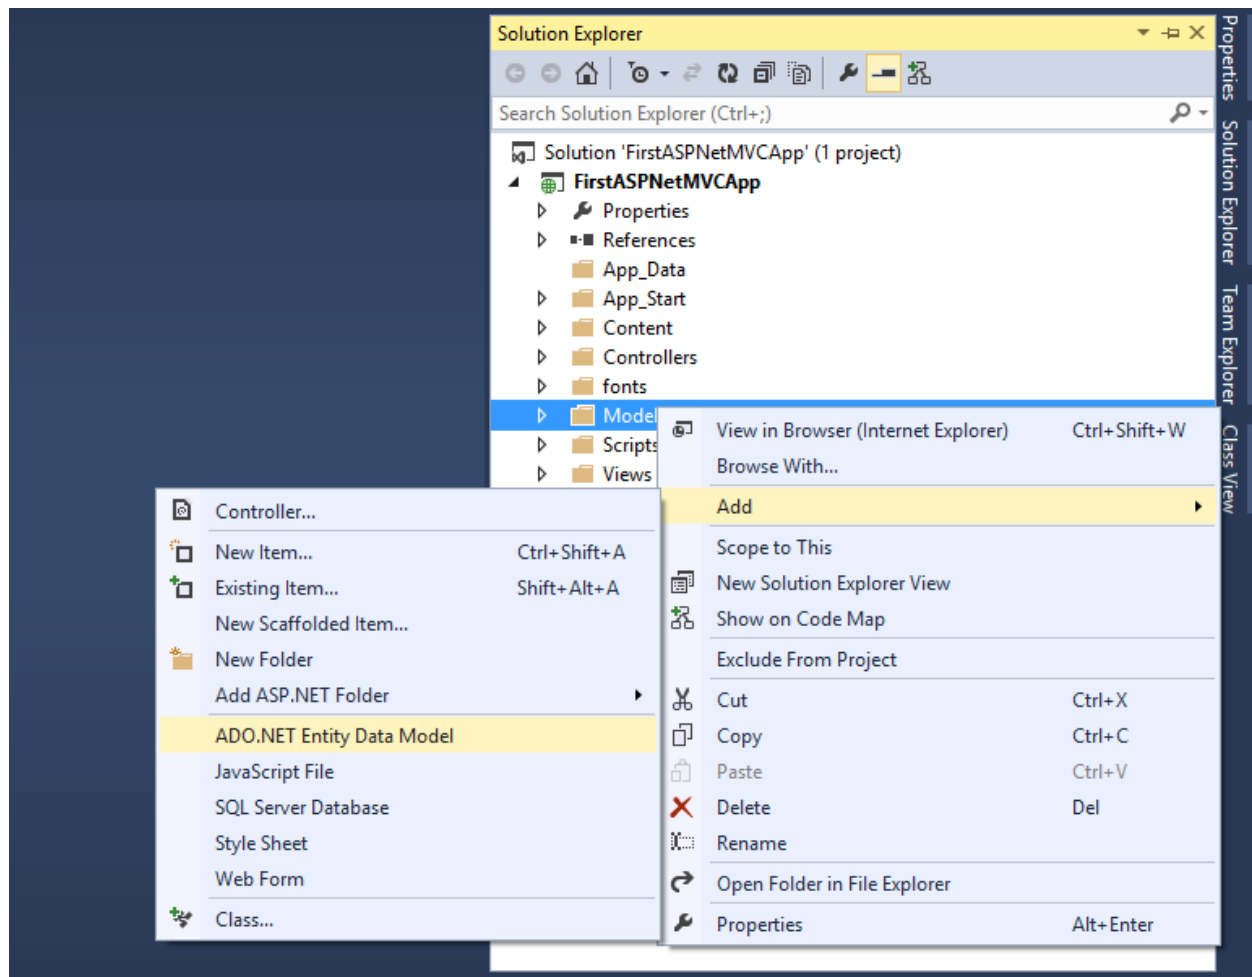 Solution Explorer
Search Solution Explorer (Ctrl+;)
Solution 'FirstASPNetMVCApp' (1 project)
FirstASPNetMVCApp
Properties
References
App_Data
App_Start
Content
Controllers
fonts
Model
Scripts
Views
View in Browser (Internet Explorer) Ctrl+Shift+W
Browse With...
Add
Scope to This
New Solution Explorer View
Show on Code Map
Exclude From Project
Cut Ctrl+X
Copy Ctrl+C
Paste Ctrl+V
Delete Del
Rename
Open Folder in File Explorer
Properties Alt+Enter
Controller...
New Item... Ctrl+Shift+A
Existing Item... Shift+Alt+A
New Scaffolded Item...
New Folder
Add ASP.NET Folder
ADO.NET Entity Data Model
JavaScript File
SQL Server Database
Style Sheet
Web Form
Class...
Properties
Solution Explorer
Team Explorer
Class View